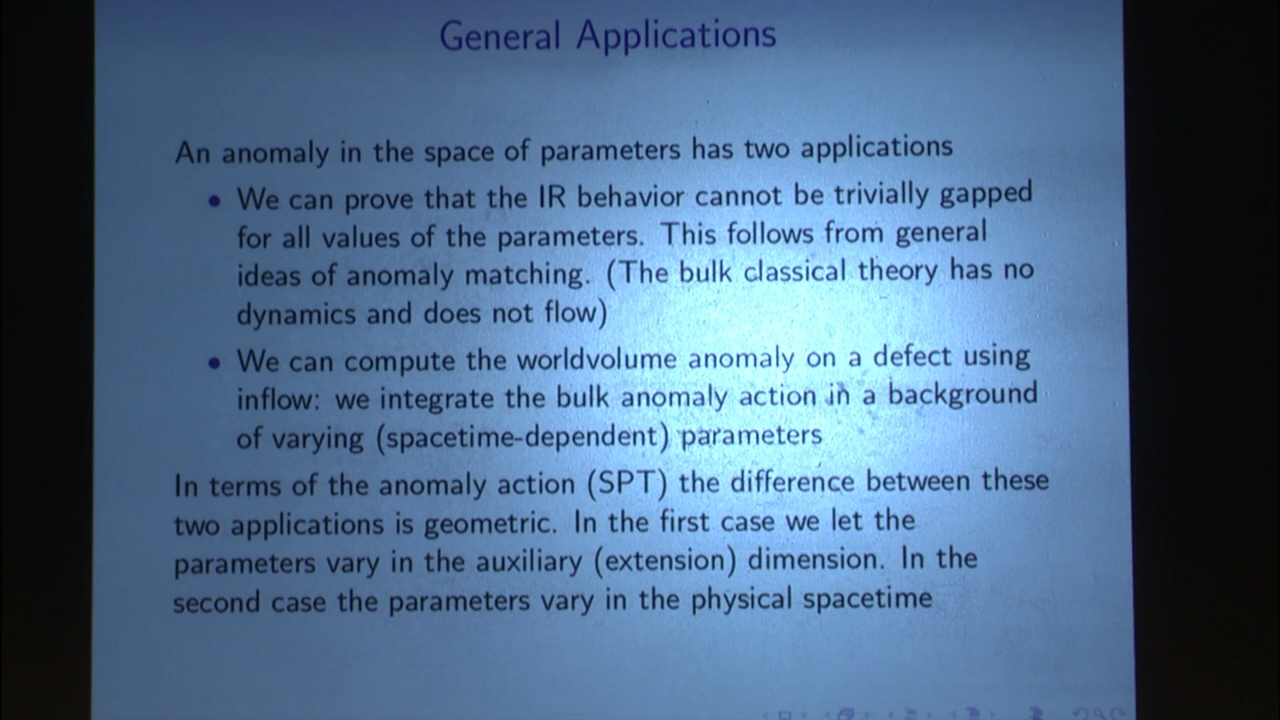 General Applications
An anomaly in the space of parameters has two applications
• We can prove that the IR behavior cannot be trivially gapped
for all values of the parameters. This follows from general
ideas of anomaly matching. (The bulk classical theory has no
dynamics and does not flow)
• We can compute the worldvolume anomaly on a defect using
inflow: we integrate the bulk anomaly action in a background
of varying (spacetime-dependent) parameters
In terms of the anomaly action (SPT) the difference between these
two applications is geometric. In the first case we let the
parameters vary in the auxiliary (extension) dimension. In the
second case the parameters vary in the physical spacetime